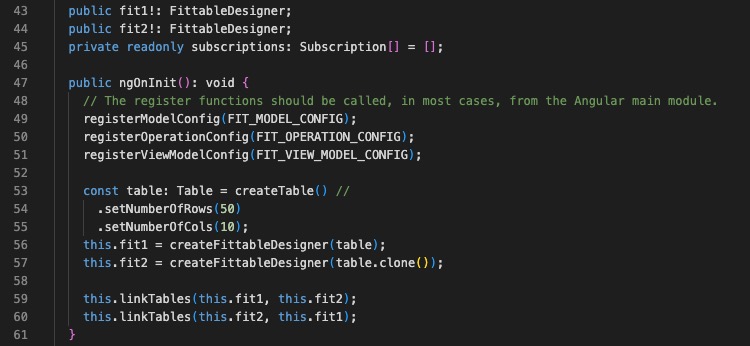 43 public fit1!: FittableDesigner;
44 public fit2!: FittableDesigner;
45 private readonly subscriptions: Subscription[] = [];
46
47 public ngOnInit(): void {
48 // The register functions should be called, in most cases, from the Angular main module.
49 registerModelConfig(FIT_MODEL_CONFIG);
50 registerOperationConfig(FIT_OPERATION_CONFIG);
51 registerViewModelConfig(FIT_VIEW_MODEL_CONFIG);
52
53 const table: Table = createTable() //
54 .setNumberOfRows(50)
55 .setNumberOfCols(10);
56 this.fit1 = createFittableDesigner(table);
57 this.fit2 = createFittableDesigner(table.clone());
58
59 this.linkTables(this.fit1, this.fit2);
60 this.linkTables(this.fit2, this.fit1);
61 }